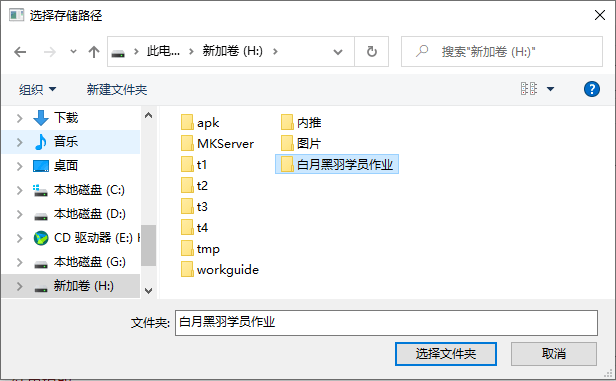 选择存储路径
此电... 新加卷 (H:) 搜索"新加卷 (H:)"
组织 新建文件夹
下载
音乐
桌面
本地磁盘 (C:)
本地磁盘 (D:)
CD 驱动器 (E:)
本地磁盘 (G:)
新加卷 (H:)
apk
MKServer
t1
t2
t3
t4
tmp
workguide
内推
图片
白月黑羽学员作业
文件夹: 白月黑羽学员作业
选择文件夹 取消